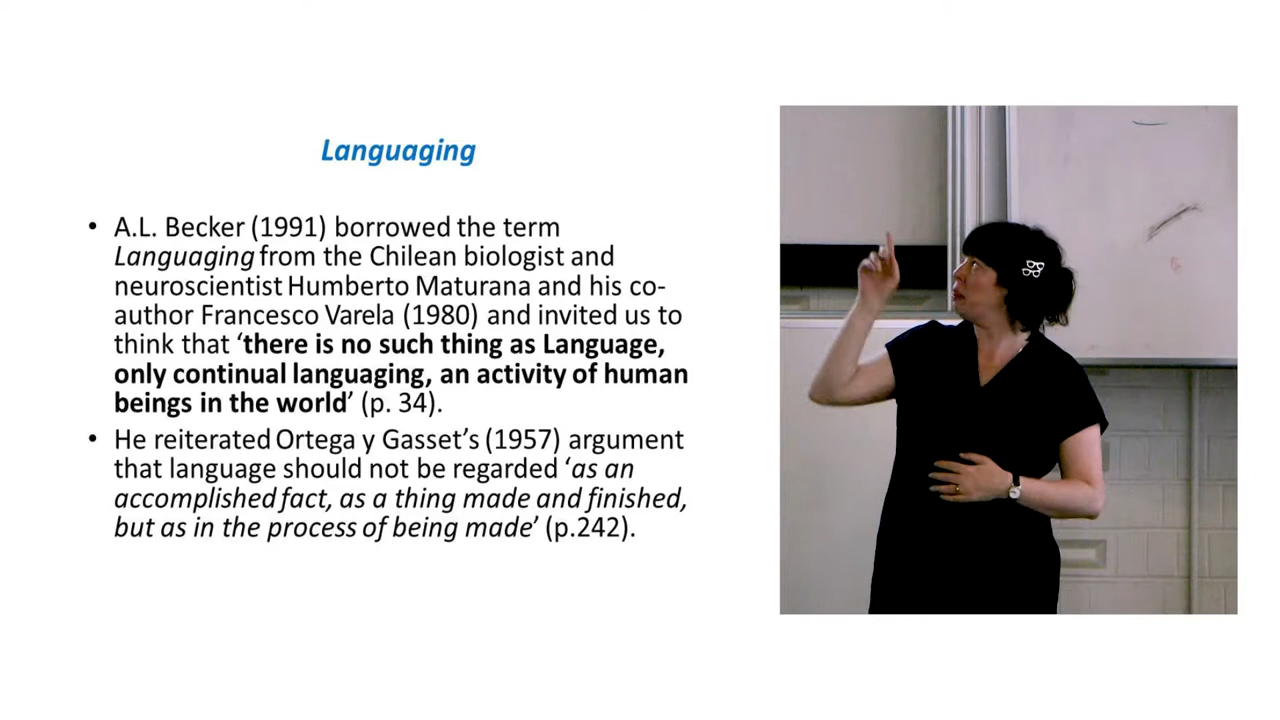 Languaging
• A.L. Becker (1991) borrowed the term
Languaging from the Chilean biologist and
neuroscientist Humberto Maturana and his co-
author Francesco Varela (1980) and invited us to
think that ‘there is no such thing as Language,
only continual languaging, an activity of human
beings in the world’ (p. 34).
• He reiterated Ortega y Gasset’s (1957) argument
that language should not be regarded ‘as an
accomplished fact, as a thing made and finished,
but as in the process of being made’ (p.242).